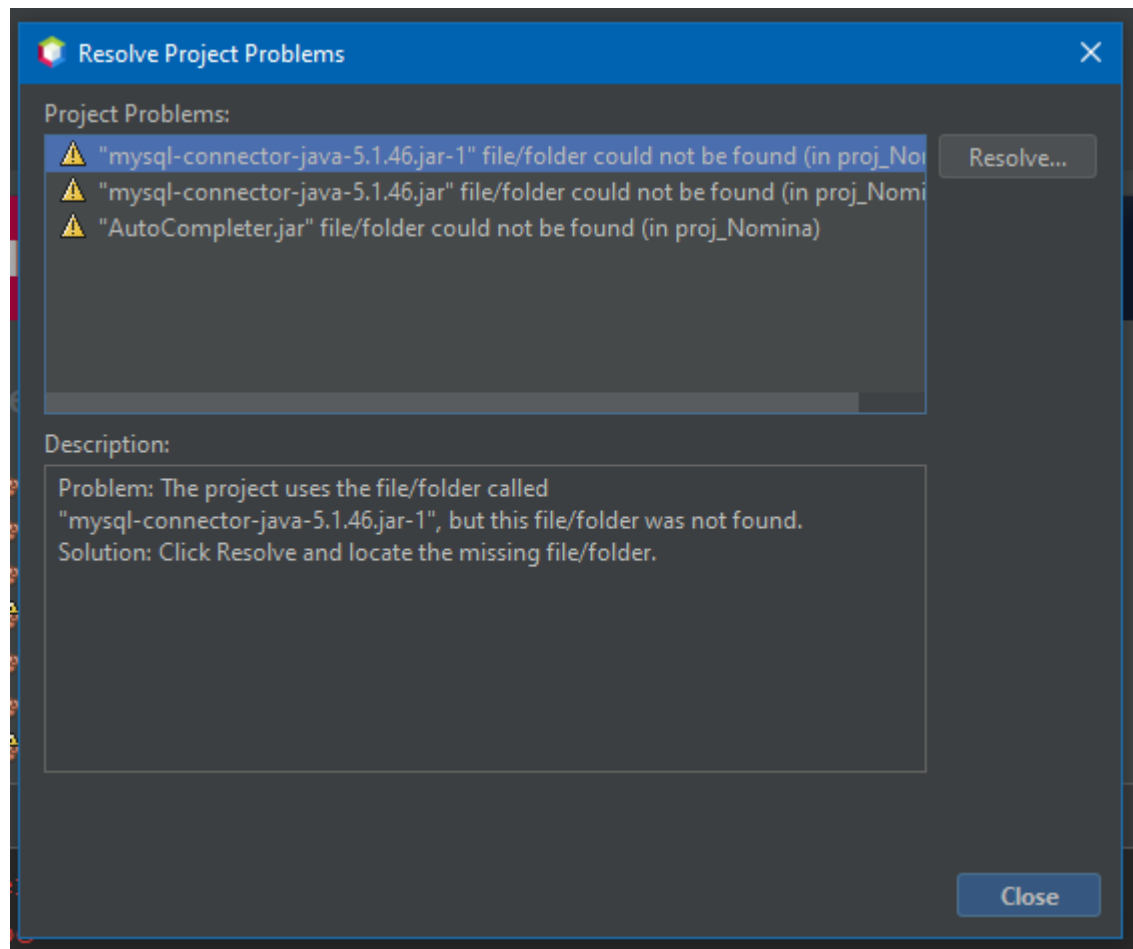 Resolve Project Problems
Project Problems:
"mysql-connector-java-5.1.46.jar-1" file/folder could not be found (in proj_Nor
Resolve...
"mysql-connector-java-5.1.46.jar" file/folder could not be found (in proj_Nomi
"AutoCompleter.jar" file/folder could not be found (in proj_Nomina)
Description:
Problem: The project uses the file/folder called
"mysql-connector-java-5.1.46.jar-1", but this file/folder was not found.
Solution: Click Resolve and locate the missing file/folder.
Close